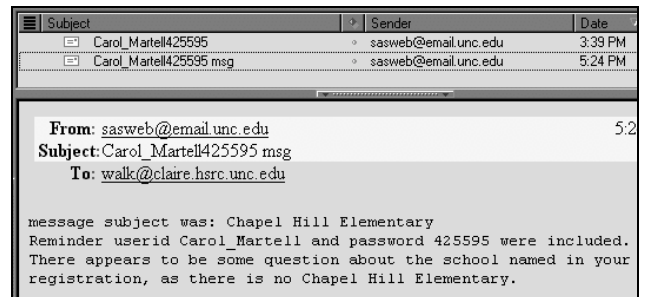 Subject Sender Date
Carol_Martell425595 sasweb@email.unc.edu 3:39 PM
Carol_Martell425595 msg sasweb@email.unc.edu 5:24 PM
From: sasweb@email.unc.edu 5:2
Subject: Carol_Martell425595 msg
To: walk@claire.hsrc.unc.edu
message subject was: Chapel Hill Elementary
Reminder userid Carol_Martell and password 425595 were included.
There appears to be some question about the school named in your
registration, as there is no Chapel Hill Elementary.